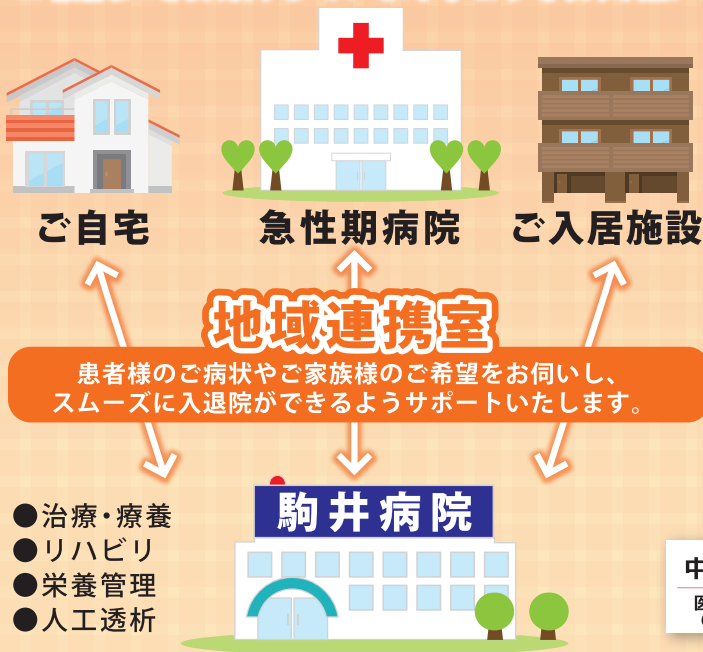 ご自宅
急性期病院
ご入居施設
地域連携室
患者様のご病状やご家族様のご希望をお伺いし、
スムーズに入退院ができるようサポートいたします。
駒井病院
●治療・療養
●リハビリ
●栄養管理
●人工透析
中